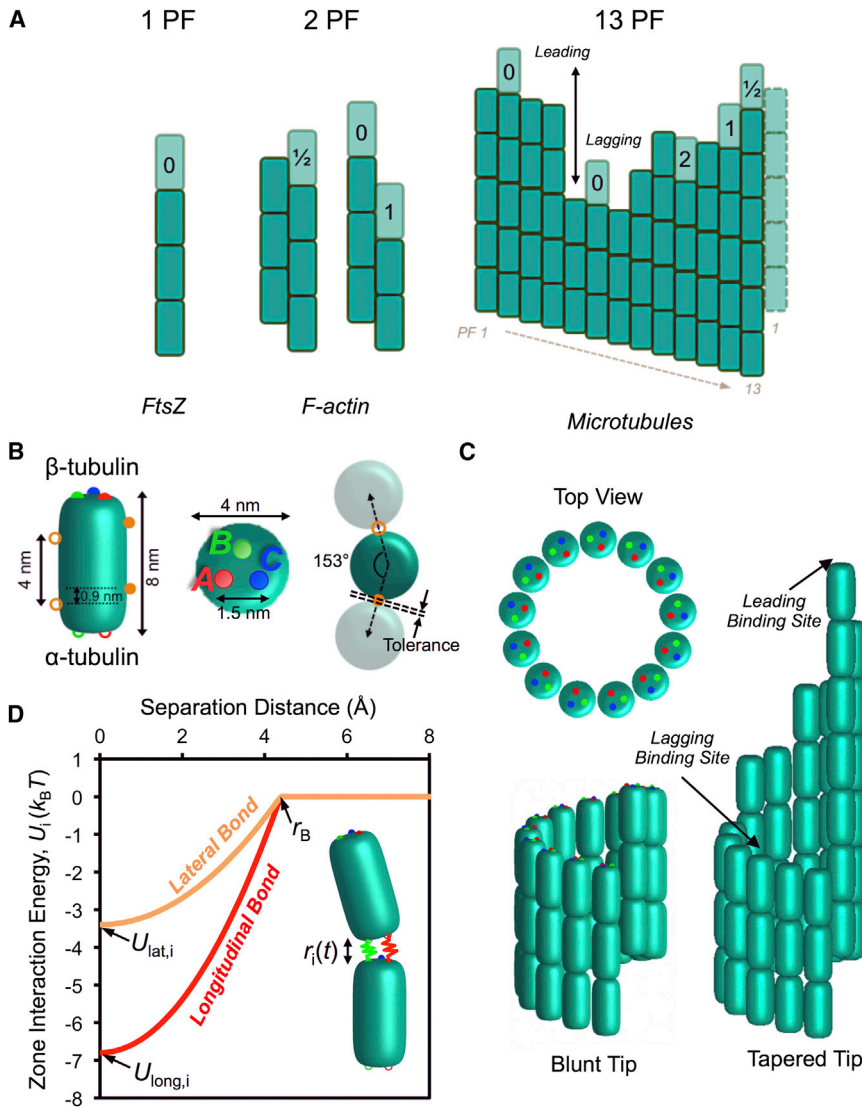 A
1 PF
2 PF
13 PF
0
½
0
1
0
Leading
Lagging
0
2
1
½
PF 1
13
1
FtsZ
F-actin
Microtubules
B
β-tubulin
4 nm
0.9 nm
8 nm
α-tubulin
4 nm
B
A
C
1.5 nm
153°
Tolerance
C
Top View
Leading
Binding Site
Lagging
Binding Site
Blunt Tip
Tapered Tip
D
Separation Distance (Å)
0
2
4
6
8
1
0
-1
-2
-3
-4
-5
-6
-7
-8
Zone Interaction Energy, Ui (kBT)
Lateral Bond
Longitudinal Bond
rB
Ulat,i
Ulong,i
ri(t)